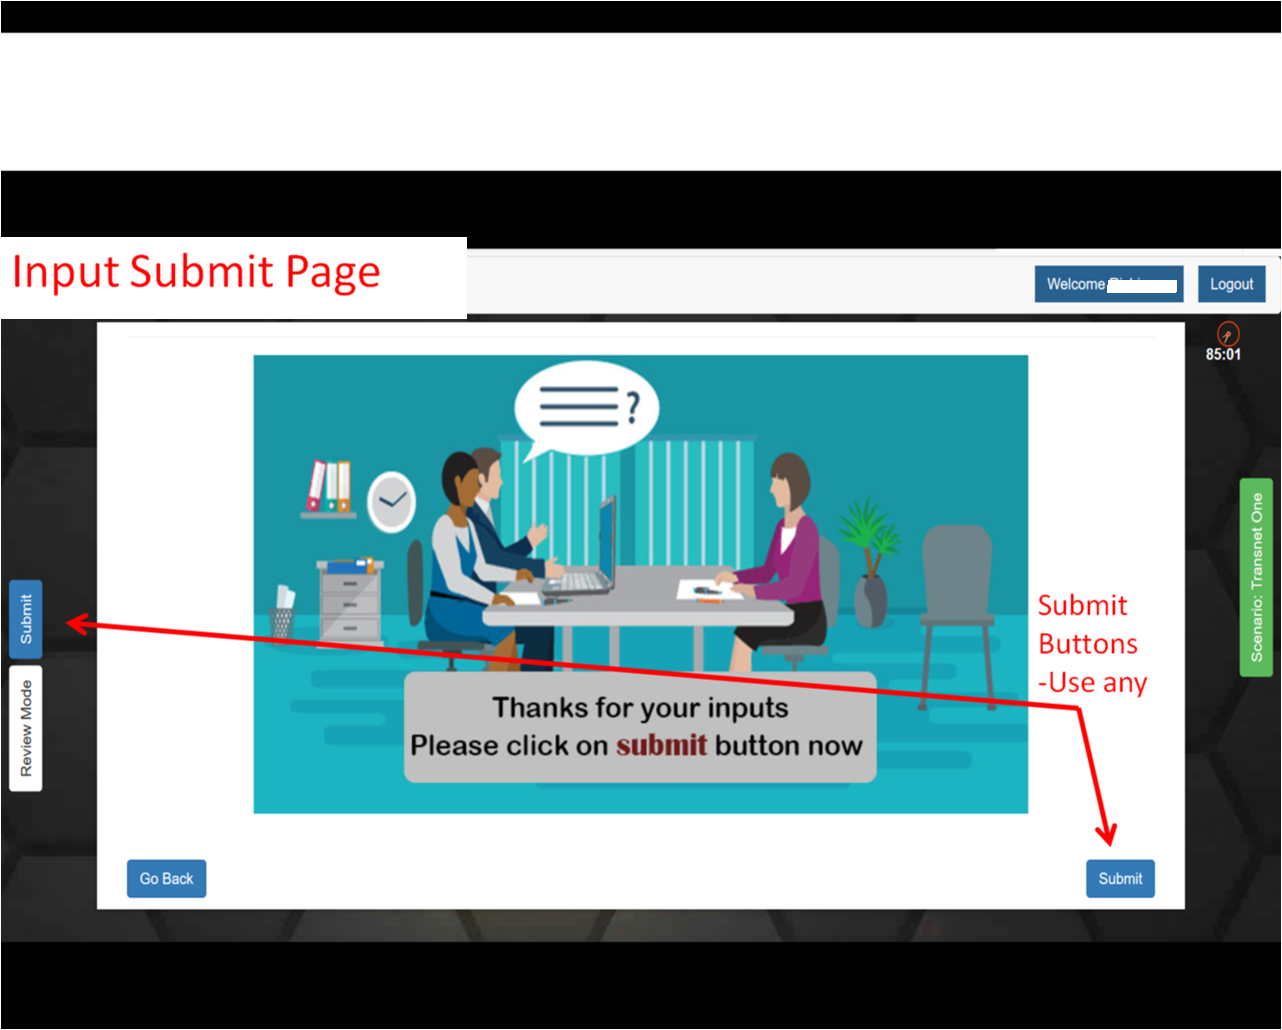 Input Submit Page
Welcome
Logout
85:01
?
Scenario: Transnet One
Submit
Review Mode
Submit
Buttons
-Use any
Thanks for your inputs
Please click on submit button now
Go Back
Submit